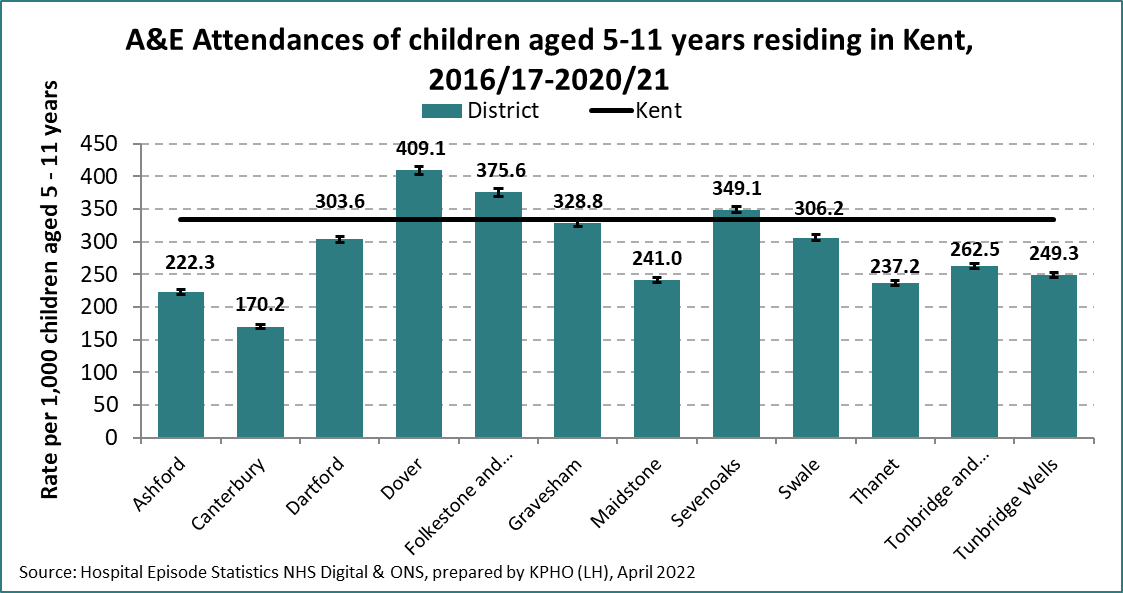 A&E Attendances of children aged 5-11 years residing in Kent,
2016/17-2020/21
District
Kent
Rate per 1,000 children aged 5 - 11 years
450
400
350
300
250
200
150
100
50
0
222.3
170.2
303.6
409.1
375.6
328.8
241.0
349.1
306.2
237.2
262.5
249.3
Ashford
Canterbury
Dartford
Dover
Folkestone and...
Gravesham
Maidstone
Sevenoaks
Swale
Thanet
Tonbridge and...
Tunbridge Wells
Source: Hospital Episode Statistics NHS Digital & ONS, prepared by KPHO (LH), April 2022